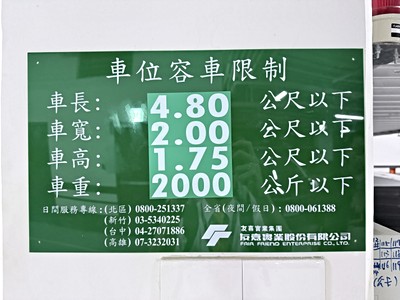 車位容車限制
車長: 4.80 公尺以下
車寬: 2.00 公尺以下
車高: 1.75 公尺以下
車重: 2000 公斤以下
日間服務專線: (北區) 0800-251337 全省(夜間/假日): 0800-061388
(新竹) 03-5340225
(台中) 04-27071886
(高雄) 07-3232031
友嘉實業集團
友嘉實業股份有限公司
FAIR FRIEND ENTERPRISE CO., LTD.